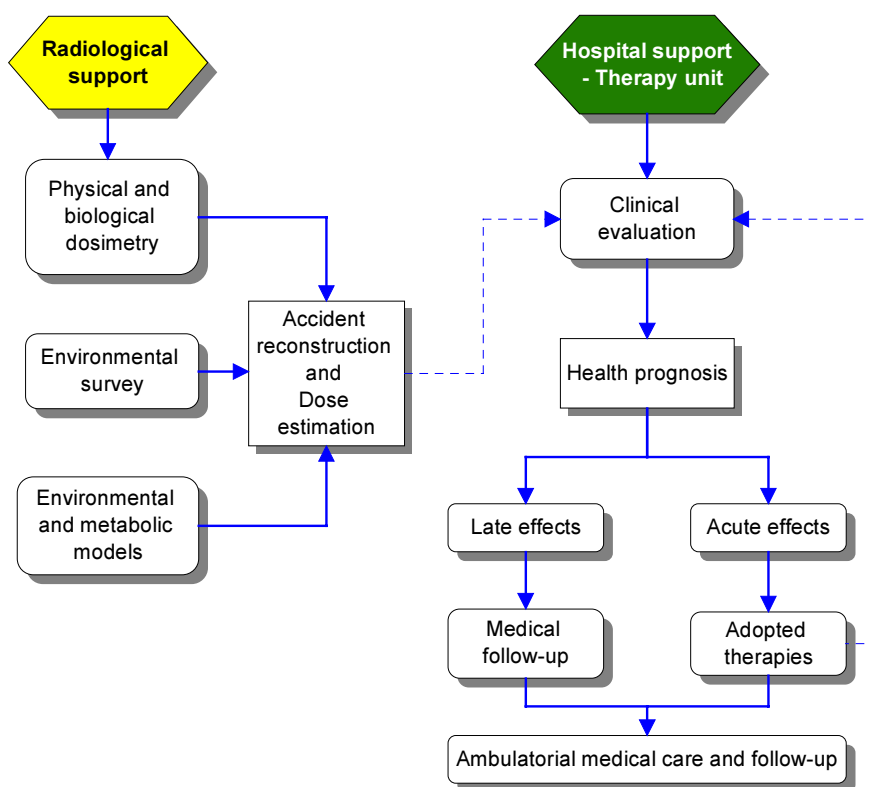 Radiological
support
Hospital support
- Therapy unit
Physical and
biological
dosimetry
Clinical
evaluation
Environmental
survey
Accident
reconstruction
and
Dose
estimation
Health prognosis
Environmental
and metabolic
models
Late effects
Acute effects
Medical
follow-up
Adopted
therapies
Ambulatorial medical care and follow-up